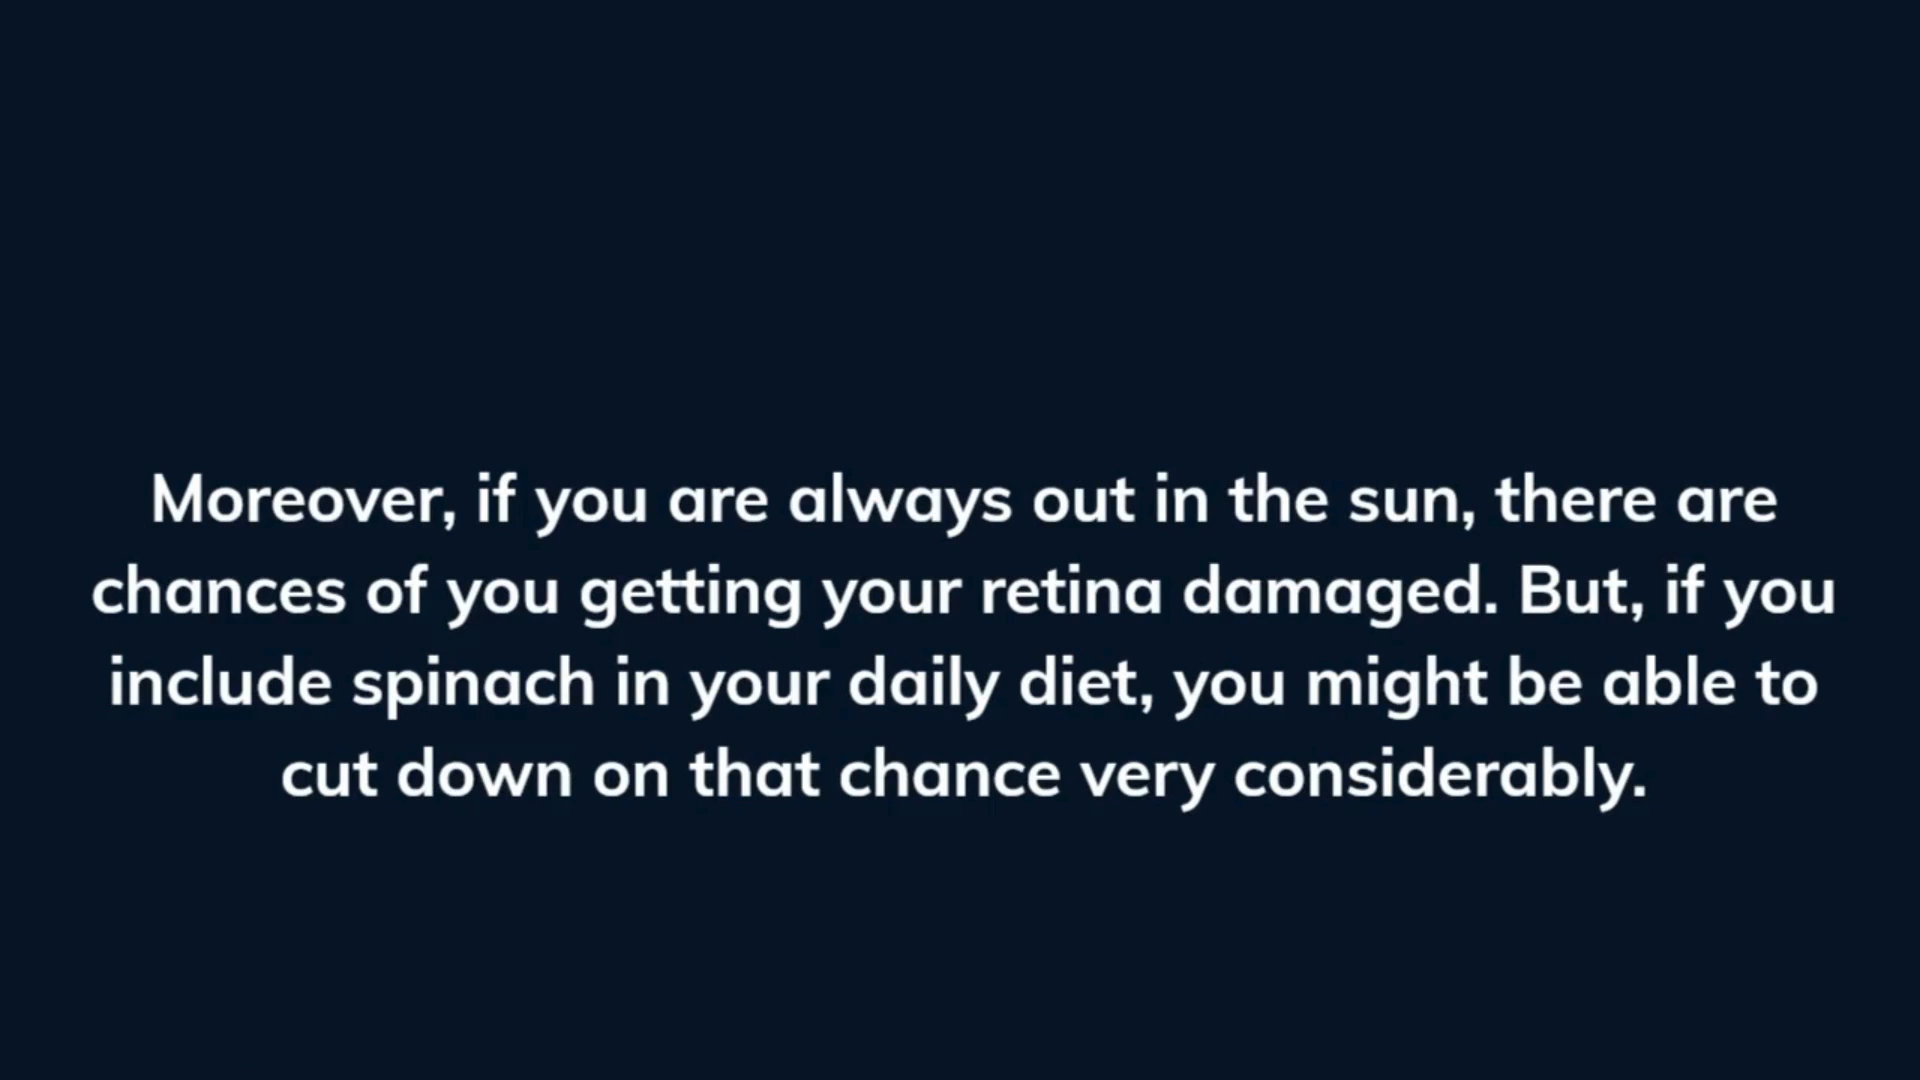 Moreover, if you are always out in the sun, there are
chances of you getting your retina damaged. But, if you
include spinach in your daily diet, you might be able to
cut down on that chance very considerably.